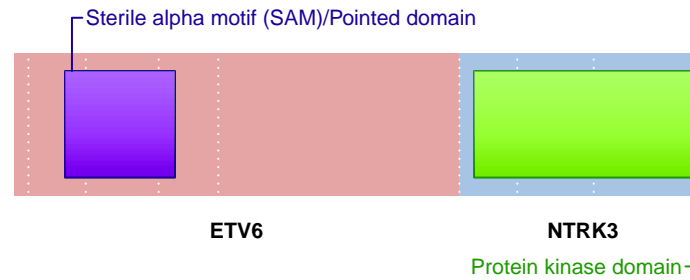 Sterile alpha motif (SAM)/Pointed domain
ETV6
NTRK3
Protein kinase domain